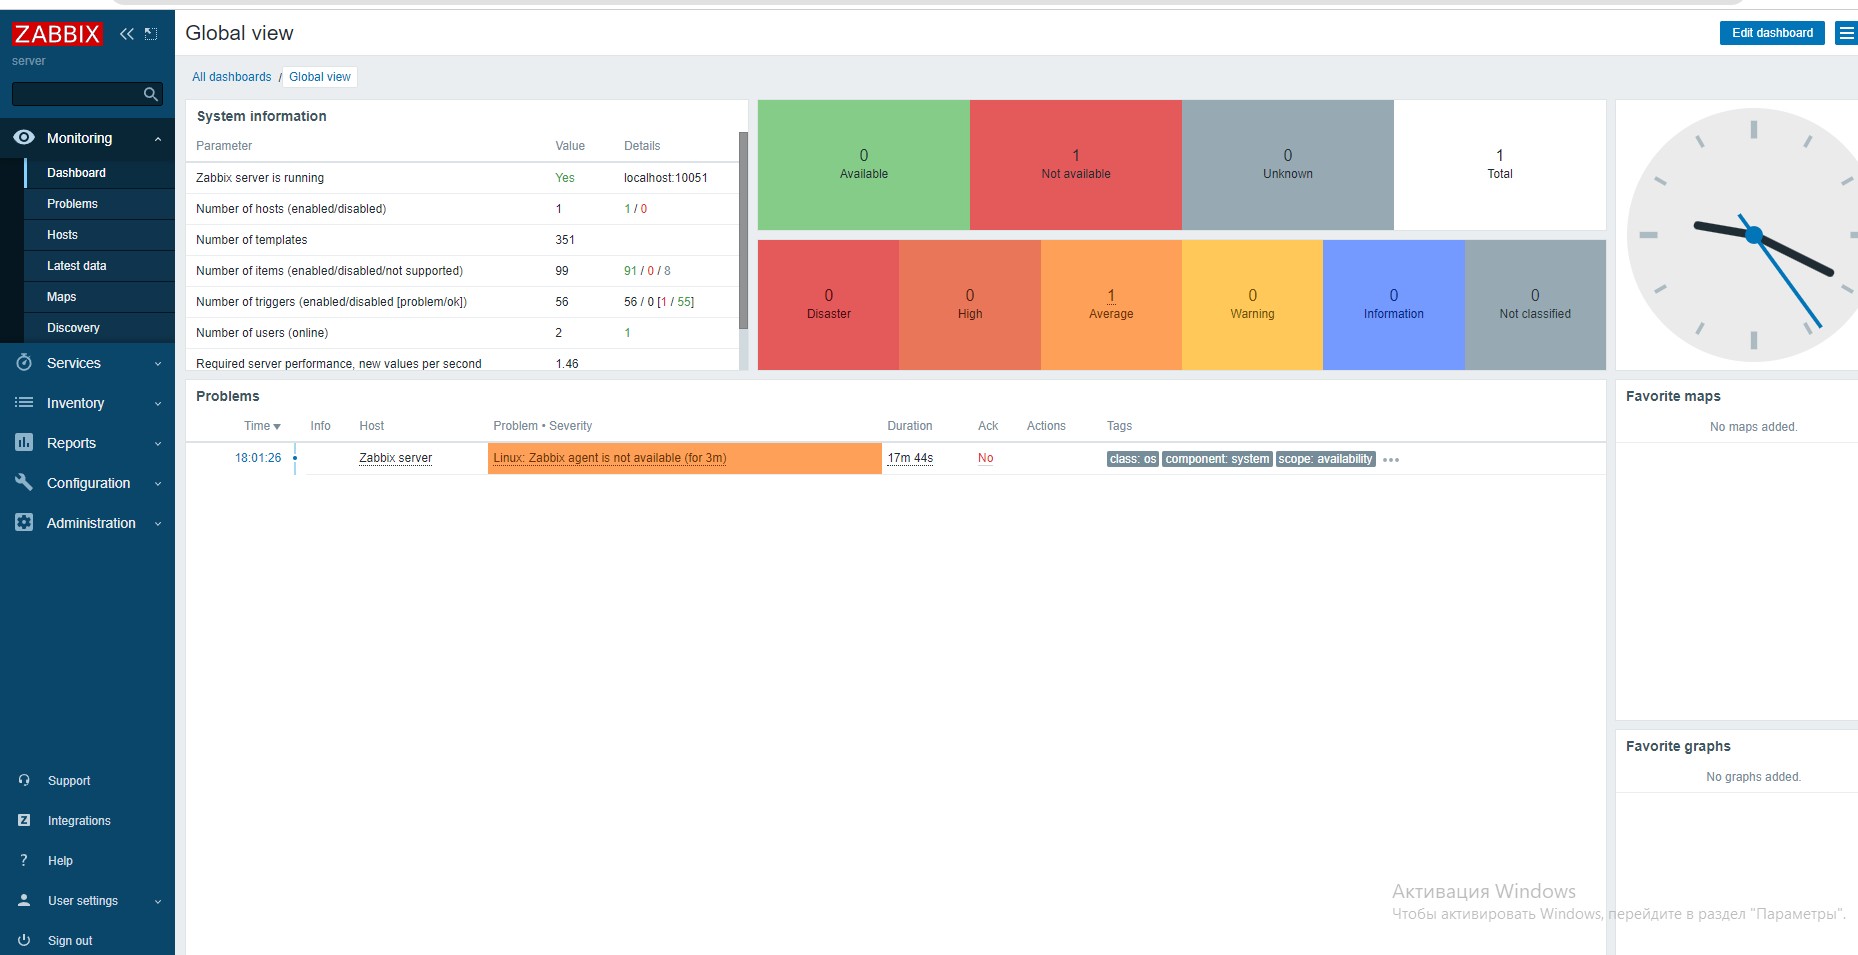 ZABBIX
server
Monitoring
Dashboard
Problems
Hosts
Latest data
Maps
Discovery
Services
Inventory
Reports
Configuration
Administration
Support
Integrations
? Help
User settings
Sign out
Global view
Edit dashboard
All dashboards / Global view
System information
Parameter Value Details
Zabbix server is running Yes localhost:10051
Number of hosts (enabled/disabled) 1 1 / 0
Number of templates 351
Number of items (enabled/disabled/not supported) 99 91 / 0 / 8
Number of triggers (enabled/disabled [problem/ok]) 56 56 / 0 [1 / 55]
Number of users (online) 2 1
Required server performance, new values per second 1.46
0 1 0 1
Available Not available Unknown Total
0 0 1 0 0 0
Disaster High Average Warning Information Not classified
Problems
Time Info Host Problem • Severity Duration Ack Actions Tags
18:01:26 Zabbix server Linux: Zabbix agent is not available (for 3m) 17m 44s No class: os component: system scope: availability •••
Favorite maps
No maps added.
Favorite graphs
No graphs added.
Активация Windows
Чтобы активировать Windows, перейдите в раздел "Параметры".